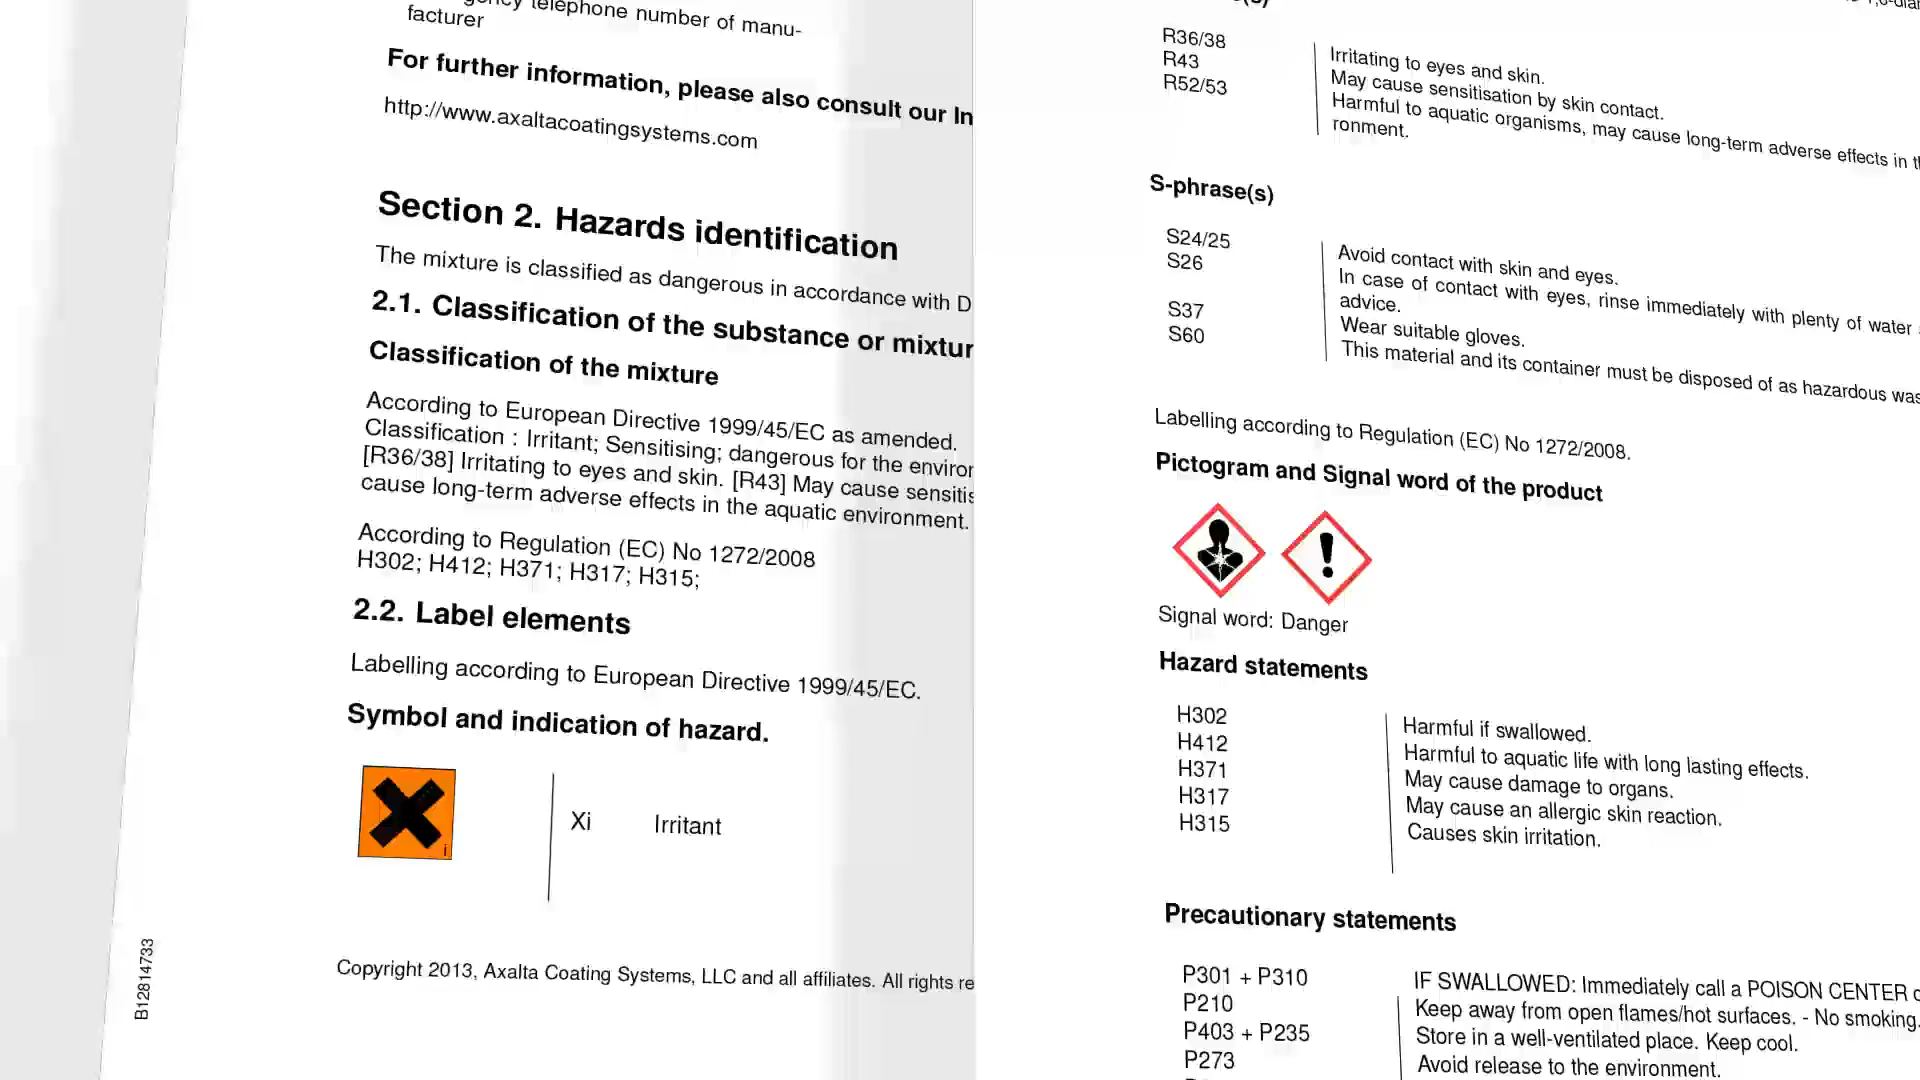 telephone number of manu-
facturer
For further information, please also consult our In
http://www.axaltacoatingsystems.com
Section 2. Hazards identification
The mixture is classified as dangerous in accordance with D
2.1. Classification of the substance or mixtur
Classification of the mixture
According to European Directive 1999/45/EC as amended.
Classification : Irritant; Sensitising; dangerous for the environ
[R36/38] Irritating to eyes and skin. [R43] May cause sensitis
cause long-term adverse effects in the aquatic environment.
According to Regulation (EC) No 1272/2008
H302; H412; H371; H317; H315;
2.2. Label elements
Labelling according to European Directive 1999/45/EC.
Symbol and indication of hazard.
i
Xi Irritant
B12814733
Copyright 2013, Axalta Coating Systems, LLC and all affiliates. All rights re
R36/38 Irritating to eyes and skin.
R43 May cause sensitisation by skin contact.
R52/53 Harmful to aquatic organisms, may cause long-term adverse effects in th
ronment.
S-phrase(s)
S24/25 Avoid contact with skin and eyes.
S26 In case of contact with eyes, rinse immediately with plenty of water
advice.
S37 Wear suitable gloves.
S60 This material and its container must be disposed of as hazardous was
Labelling according to Regulation (EC) No 1272/2008.
Pictogram and Signal word of the product
Signal word: Danger
Hazard statements
H302 Harmful if swallowed.
H412 Harmful to aquatic life with long lasting effects.
H371 May cause damage to organs.
H317 May cause an allergic skin reaction.
H315 Causes skin irritation.
Precautionary statements
P301 + P310 IF SWALLOWED: Immediately call a POISON CENTER o
P210 Keep away from open flames/hot surfaces. - No smoking.
P403 + P235 Store in a well-ventilated place. Keep cool.
P273 Avoid release to the environment.